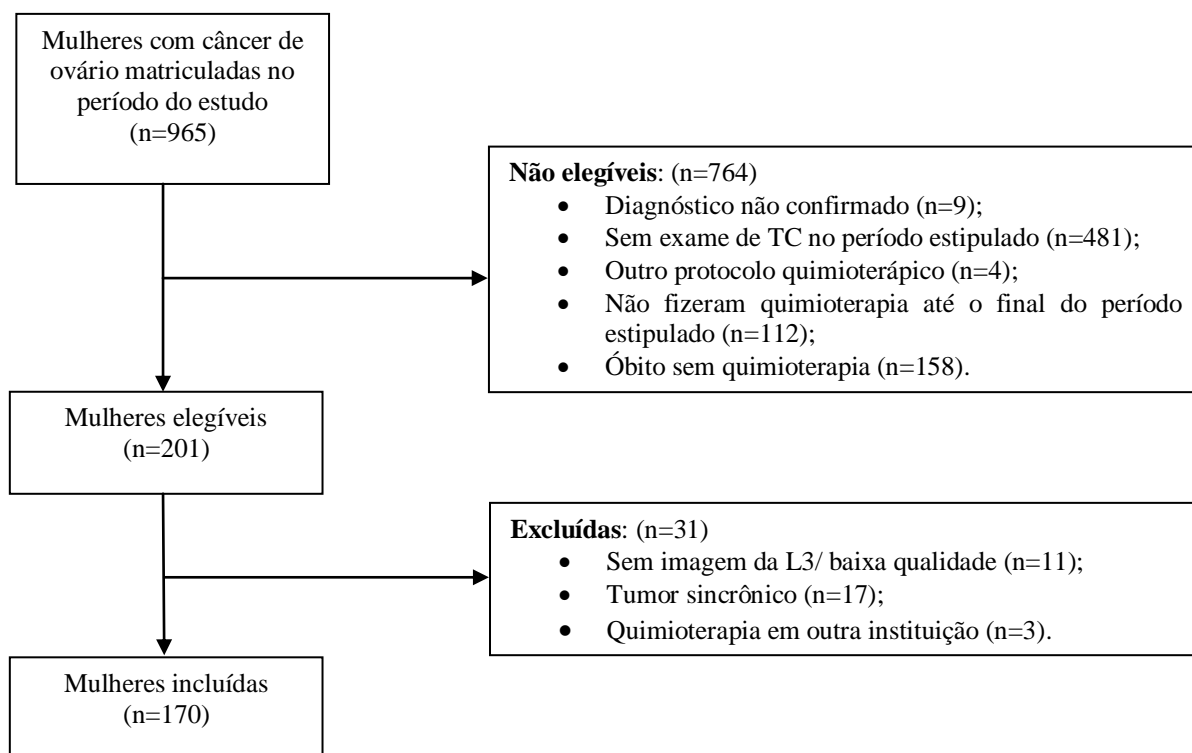 Mulheres com câncer de
ovário matriculadas no
período do estudo
(n=965)
Não elegíveis: (n=764)
• Diagnóstico não confirmado (n=9);
• Sem exame de TC no período estipulado (n=481);
• Outro protocolo quimioterápico (n=4);
• Não fizeram quimioterapia até o final do período
estipulado (n=112);
• Óbito sem quimioterapia (n=158).
Mulheres elegíveis
(n=201)
Excluídas: (n=31)
• Sem imagem da L3/ baixa qualidade (n=11);
• Tumor sincrônico (n=17);
• Quimioterapia em outra instituição (n=3).
Mulheres incluídas
(n=170)